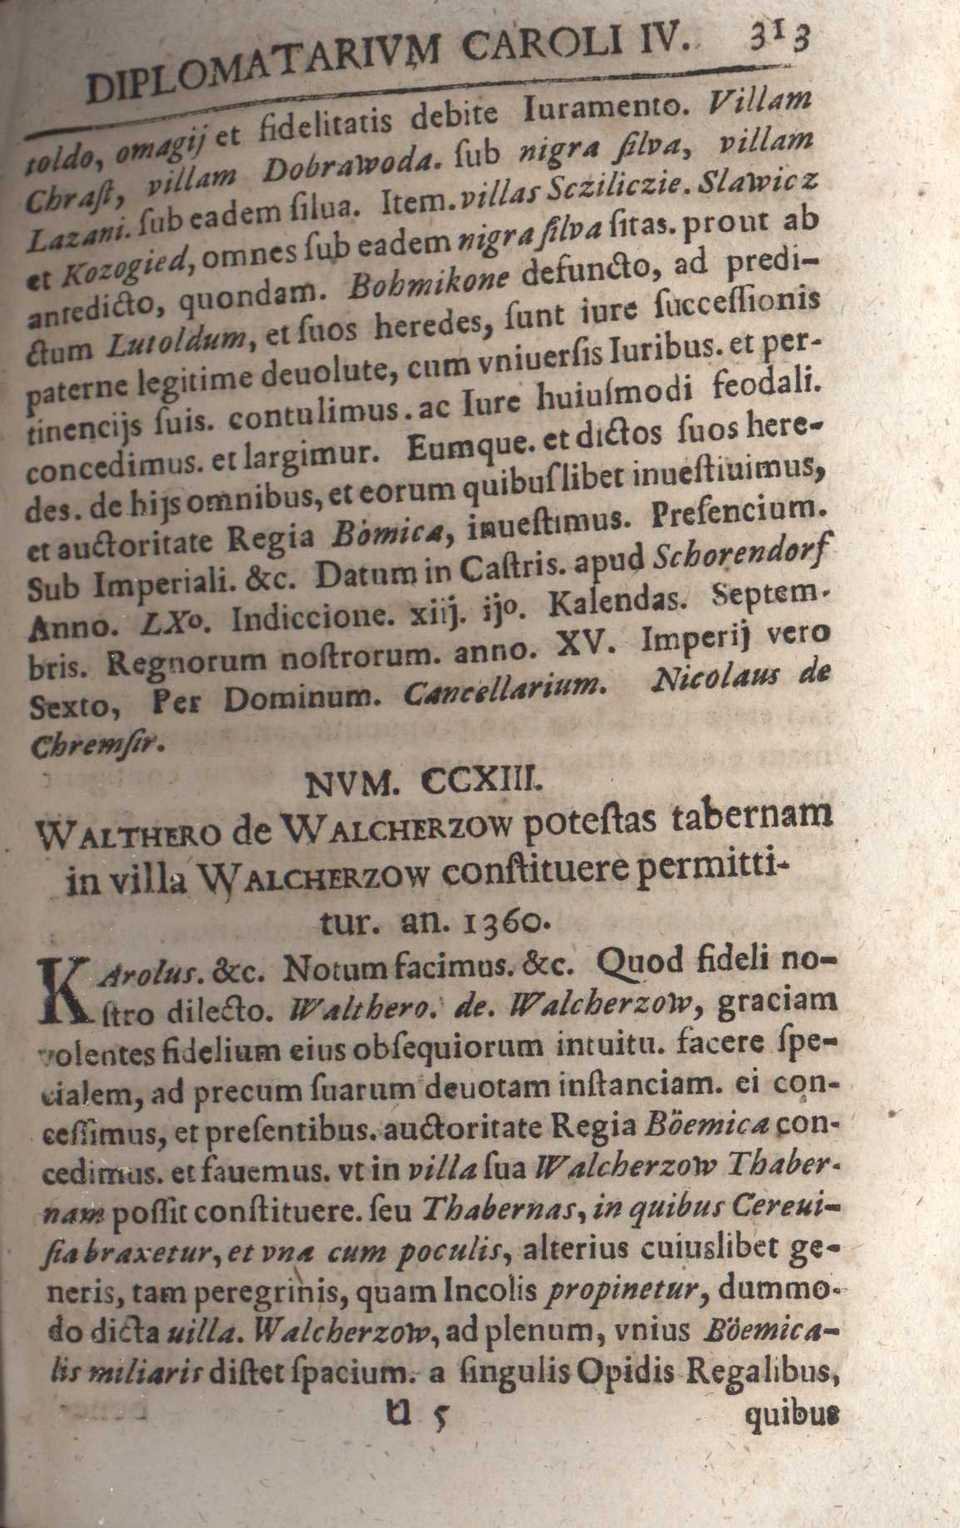 DIPLOMATARIVM CAROLI IV. 313
toldo, omagij et fidelitatis debite Iuramento. Villam
Chraſt, villam Dobrawoda. ſub nigra ſilva, villam
Lazani. ſub eadem ſilua. Item. villas Scziliczie. Slawicz
et Kozogied, omnes ſub eadem nigra ſilva ſitas. prout ab
antedicto, quondam. Bohmikone defuncto, ad predi-
ctum Lutoldum, et ſuos heredes, ſunt iure ſucceſſionis
paterne legitime deuolute, cum vniuerſis Iuribus. et per-
tinencijs ſuis. contulimus. ac Iure huiuſmodi feodali.
concedimus. et largimur. Eumque. et dictos ſuos here-
des. de hijs omnibus, et eorum quibuſlibet inueſtiuimus,
et auctoritate Regia Bömica, inueſtimus. Preſencium.
Sub Imperiali. &c. Datum in Caſtris. apud Schorendorf
Anno. LXo. Indiccione. xiij. ijo. Kalendas. Septem-
bris. Regnorum noſtrorum. anno. XV. Imperij vero
Sexto, Per Dominum. Cancellarium. Nicolaus de
Chremſir.
NVM. CCXIII.
WALTHERO de WALCHERZOW poteſtas tabernam
in villa WALCHERZOW conſtituere permitti-
tur. an. 1360.
KArolus. &c. Notum facimus. &c. Quod fideli no-
ſtro dilecto. Walthero. de. Walcherzow, graciam
volentes fidelium eius obſequiorum intuitu. facere ſpe-
cialem, ad precum ſuarum deuotam inſtanciam. ei con-
ceſſimus, et preſentibus. auctoritate Regia Böemica con-
cedimus. et fauemus. vt in villa ſua Walcherzow Thaber-
nam poſſit conſtituere. ſeu Thabernas, in quibus Cereui-
ſia braxetur, et vna cum poculis, alterius cuiuslibet ge-
neris, tam peregrinis, quam Incolis propinetur, dummo-
do dicta uilla. Walcherzow, ad plenum, vnius Böemica-
lis miliaris diſtet ſpacium. a ſingulis Opidis Regalibus,
U 5 quibus